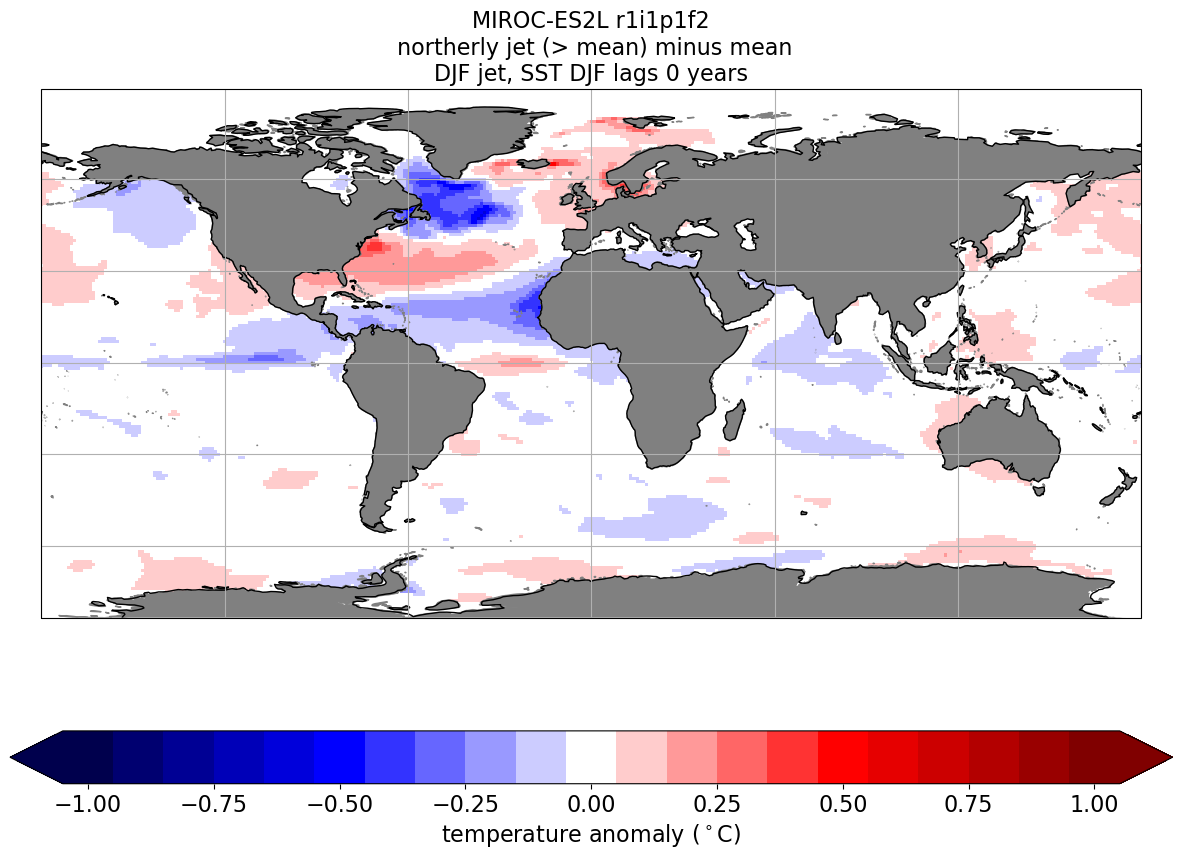 MIROC-ES2L r1i1p1f2
northerly jet (> mean) minus mean
DJF jet, SST DJF lags 0 years
−1.00 −0.75 −0.50 −0.25 0.00 0.25 0.50 0.75 1.00
temperature anomaly (°C)